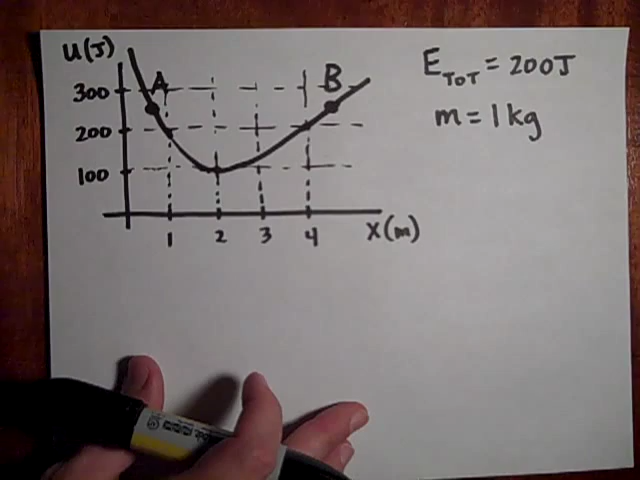 U(J)
A
B
300
200
100
1 2 3 4 X(m)
E_TOT = 200J
m = 1kg